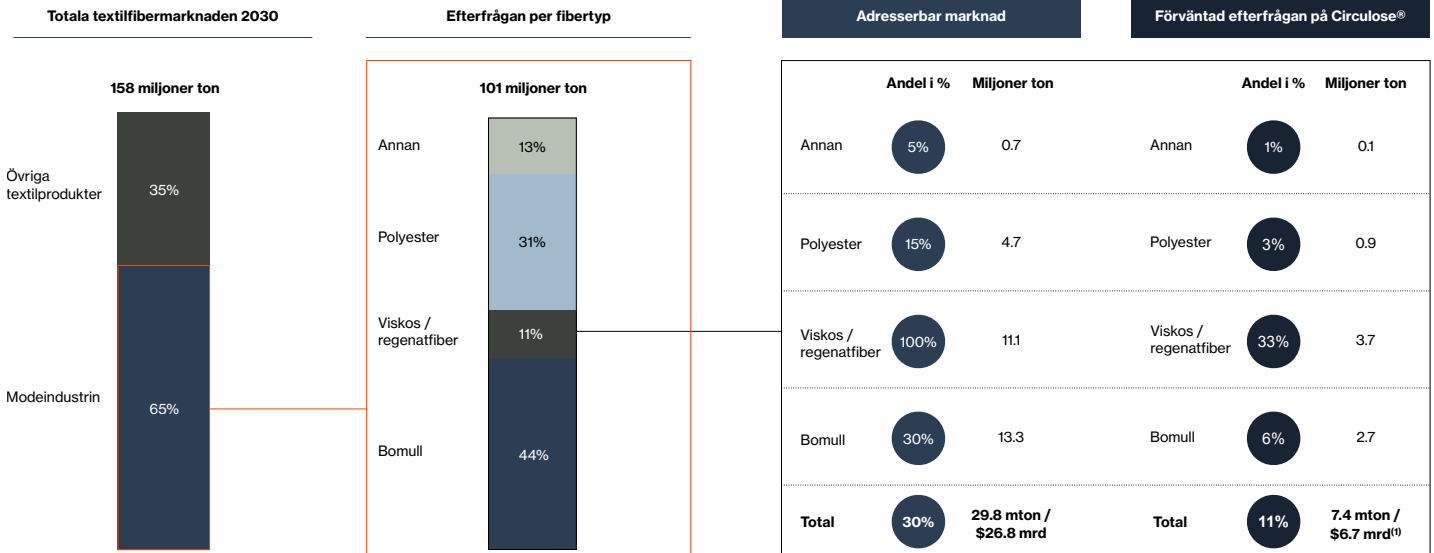 Totala textilfibermarknaden 2030
158 miljoner ton
Övriga
textilprodukter
35%
Modeindustrin
65%
Efterfrågan per fibertyp
101 miljoner ton
Annan
13%
Polyester
31%
Viskos /
regenatfiber
11%
Bomull
44%
Adresserbar marknad
Andel i % Miljoner ton
Annan 5% 0.7
Polyester 15% 4.7
Viskos /
regenatfiber 100% 11.1
Bomull 30% 13.3
Total 30% 29.8 mton /
$26.8 mrd
Förväntad efterfrågan på Circulose®
Andel i % Miljoner ton
Annan 1% 0.1
Polyester 3% 0.9
Viskos /
regenatfiber 33% 3.7
Bomull 6% 2.7
Total 11% 7.4 mton /
$6.7 mrd(1)